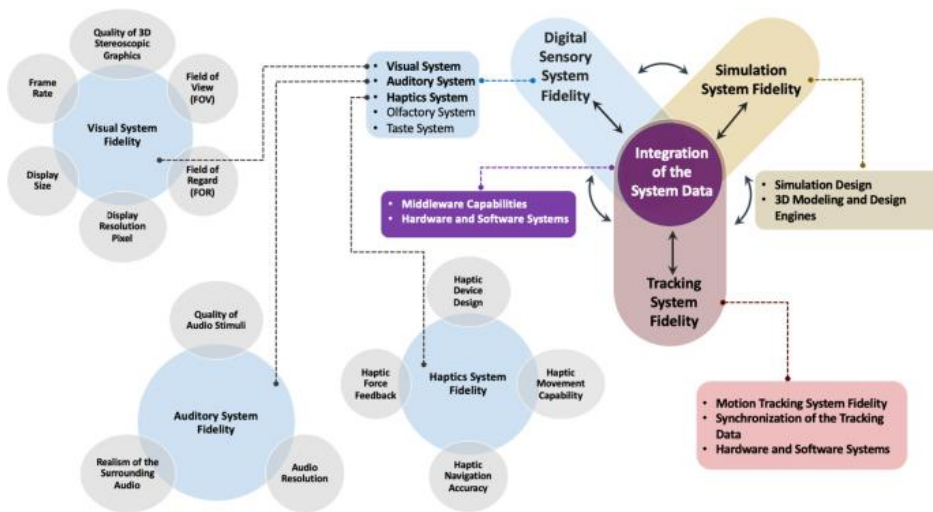 Quality of 3D
Stereoscopic
Graphics
Frame
Rate
Field of
View
(FOV)
Visual System
Fidelity
Display
Size
Field of
Regard
(FOR)
Display
Resolution
Pixel
• Visual System
• Auditory System
• Haptics System
• Olfactory System
• Taste System
Digital
Sensory
System
Fidelity
Simulation
System Fidelity
Integration
of the
System Data
• Middleware Capabilities
• Hardware and Software Systems
• Simulation Design
• 3D Modeling and Design
Engines
Tracking
System
Fidelity
• Motion Tracking System Fidelity
• Synchronization of the Tracking
Data
• Hardware and Software Systems
Quality of
Audio Stimuli
Auditory System
Fidelity
Realism of the
Surrounding
Audio
Audio
Resolution
Haptic
Device
Design
Haptic
Force
Feedback
Haptics System
Fidelity
Haptic
Movement
Capability
Haptic
Navigation
Accuracy